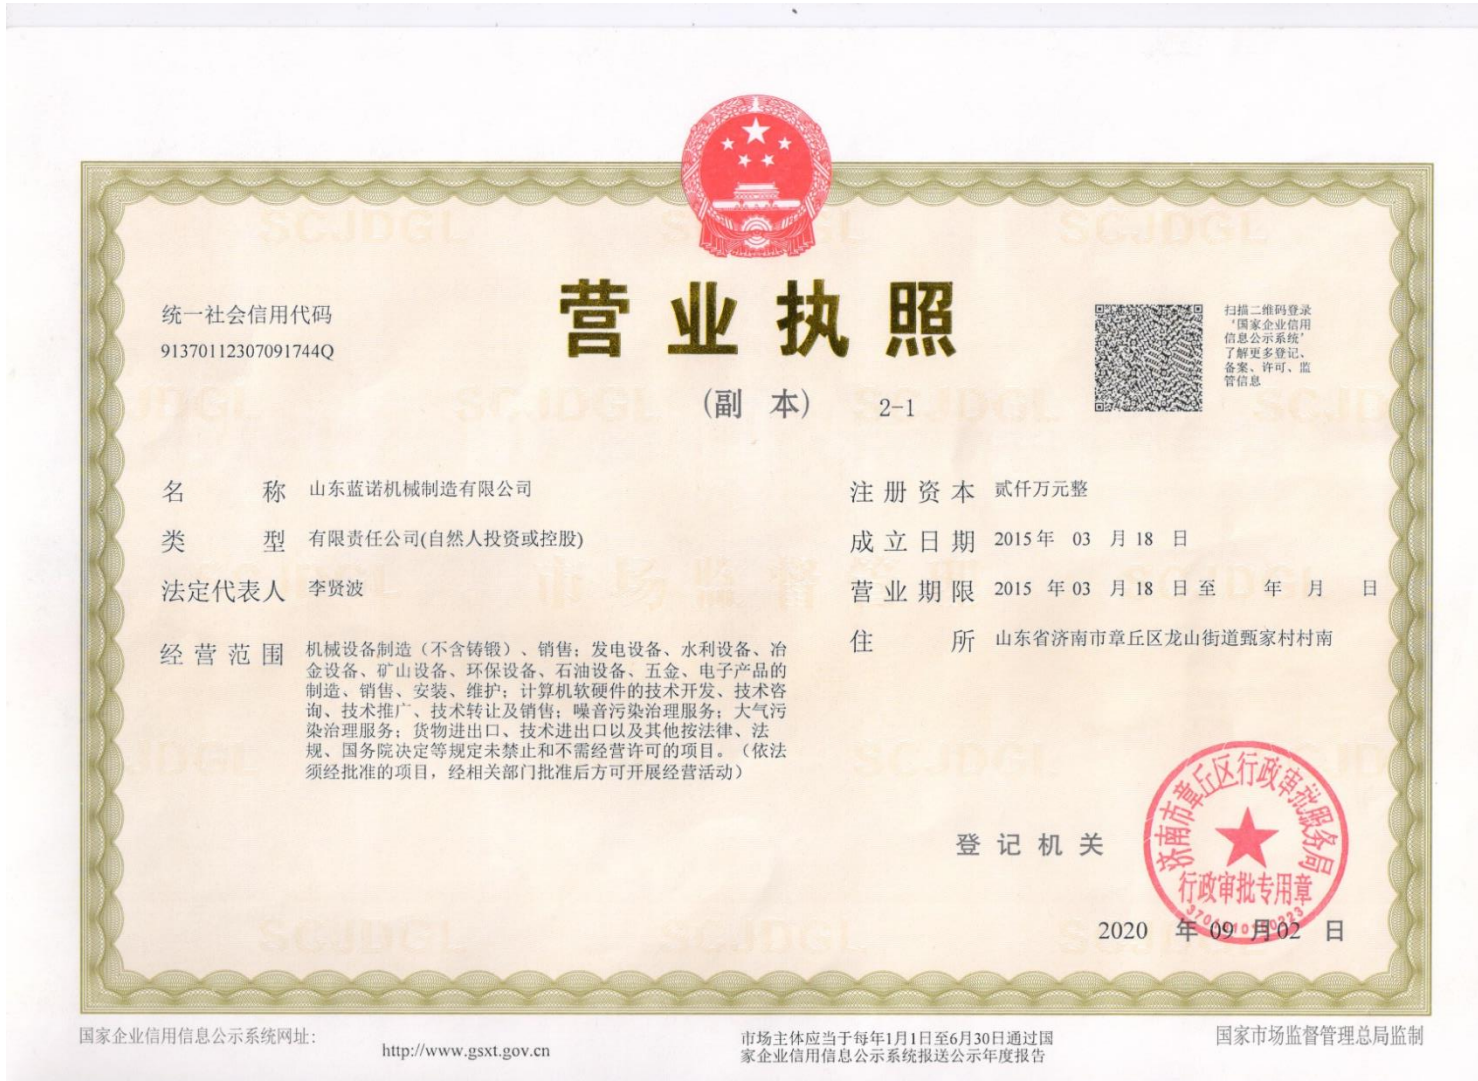 营业执照
(副 本) 2-1
统一社会信用代码
91370112307091744Q
扫描二维码登录
‘国家企业信用
信息公示系统’
了解更多登记、
备案、许可、监
管信息
名 称 山东蓝诺机械制造有限公司
类 型 有限责任公司(自然人投资或控股)
法定代表人 李贤波
经营范围 机械设备制造（不含铸锻）、销售；发电设备、水利设备、冶
金设备、矿山设备、环保设备、石油设备、五金、电子产品的
制造、销售、安装、维护；计算机软硬件的技术开发、技术咨
询、技术推广、技术转让及销售；噪音污染治理服务；大气污
染治理服务；货物进出口、技术进出口以及其他按法律、法
规、国务院决定等规定未禁止和不需经营许可的项目。（依法
须经批准的项目，经相关部门批准后方可开展经营活动）
注册资本 贰仟万元整
成立日期 2015年 03 月 18 日
营业期限 2015 年 03 月 18 日 至 年 月 日
住 所 山东省济南市章丘区龙山街道甄家村村南
登记机关
济南市章丘区行政审批服务局
行政审批专用章
2020 年 09 月 02 日
国家企业信用信息公示系统网址：
http://www.gsxt.gov.cn
市场主体应当于每年1月1日至6月30日通过国
家企业信用信息公示系统报送公示年度报告
国家市场监督管理总局监制
SCJDGL
市场监督管理